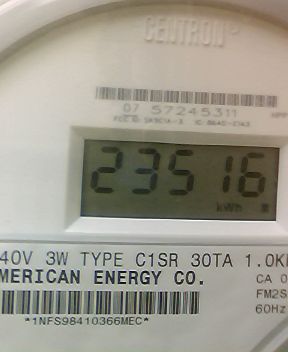 CENTRON®
07 57245311
23516
kWh
40V 3W TYPE C1SR 30TA 1.0K
MERICAN ENERGY CO.
CA 0
FM2S
60Hz
*1NFS98410366MEC*